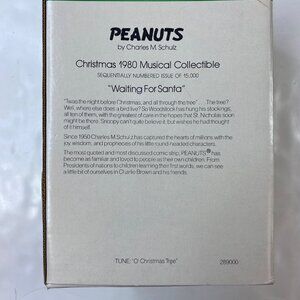 PEANUTS
by Charles M. Schulz
Christmas 1980 Musical Collectible
SEQUENTIALLY NUMBERED ISSUE OF 15,000
"Waiting For Santa"
'Twas the night before Christmas, and all through the tree' . . . The tree?
Well, where else does a bird live? So Woodstock has hung his stockings,
all ten of them, with the greatest of care in the hopes that St. Nicholas soon
might be there. Snoopy can't quite believe it, but wishes he had thought
of it himself.
Since 1950 Charles M. Schulz has captured the hearts of millions with the
joy, wisdom, and prophecies of his little round-headed characters.
The most quoted and most discussed comic strip, PEANUTS® has
become as familiar and loved to people as their own children. From
Presidents of nations to children learning their first words, we can see
a little bit of ourselves in Charlie Brown and his friends.
TUNE: 'O' Christmas Tree"
289000